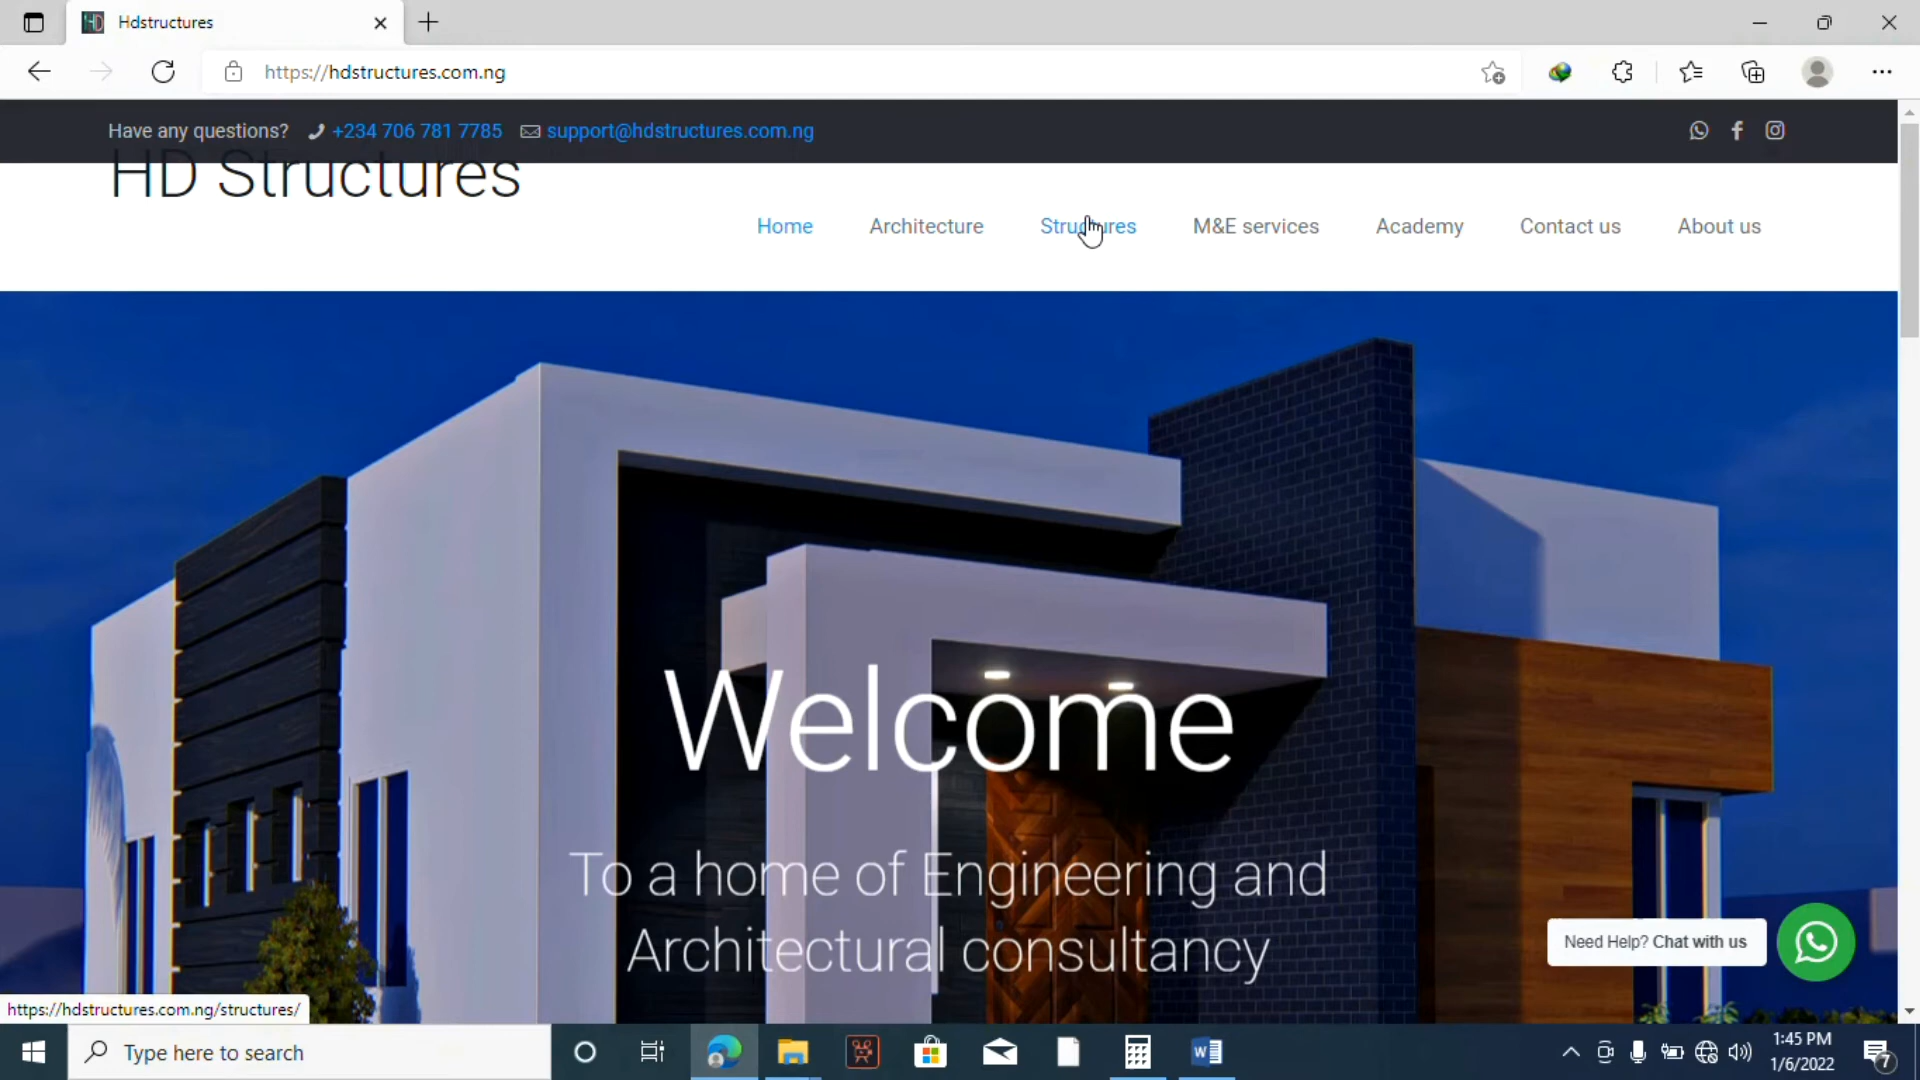 Hdstructures
https://hdstructures.com.ng
Have any questions? +234 706 781 7785 support@hdstructures.com.ng
HD Structures
Home Architecture Structures M&E services Academy Contact us About us
Welcome
To a home of Engineering and
Architectural consultancy
Need Help? Chat with us
https://hdstructures.com.ng/structures/
Type here to search
1:45 PM
1/6/2022
7